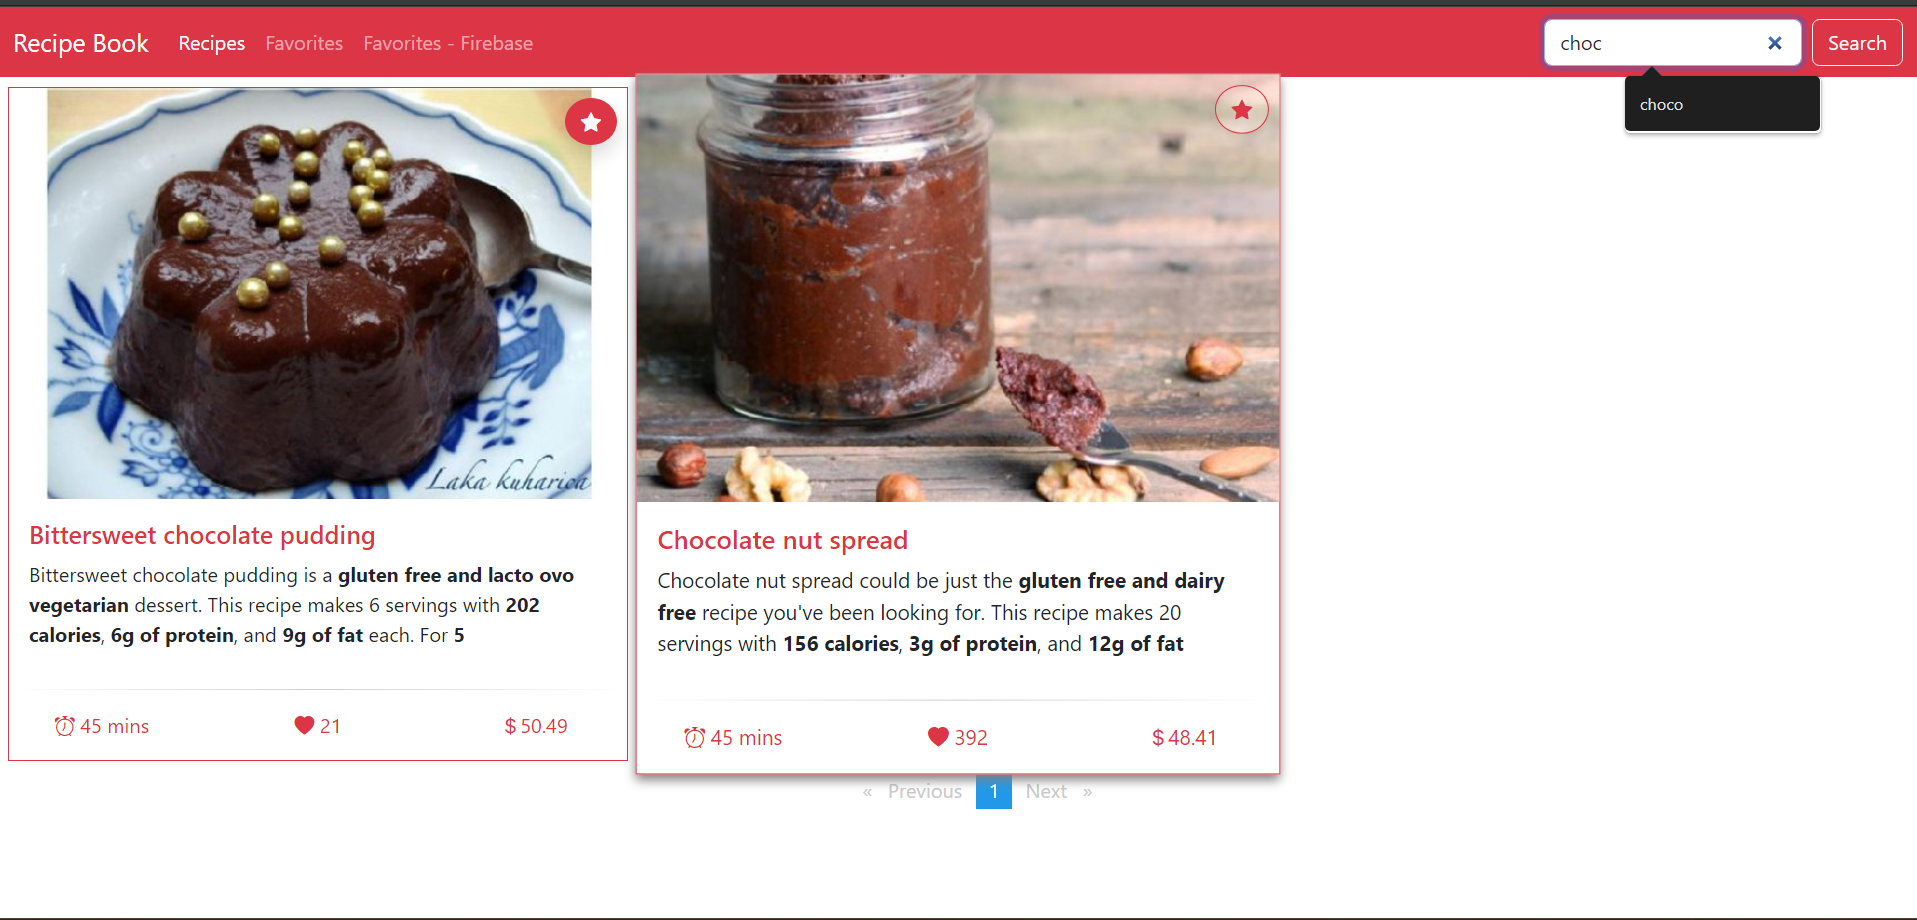 Recipe Book Recipes Favorites Favorites - Firebase choc Search
choco
Laka kuharica
Bittersweet chocolate pudding
Bittersweet chocolate pudding is a gluten free and lacto ovo
vegetarian dessert. This recipe makes 6 servings with 202
calories, 6g of protein, and 9g of fat each. For 5
45 mins 21 $ 50.49
Chocolate nut spread
Chocolate nut spread could be just the gluten free and dairy
free recipe you've been looking for. This recipe makes 20
servings with 156 calories, 3g of protein, and 12g of fat
45 mins 392 $ 48.41
« Previous 1 Next »